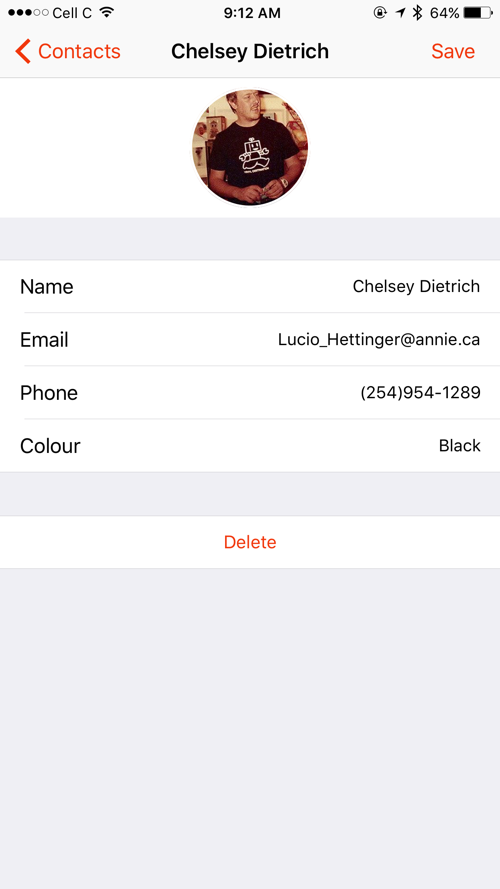 Cell C 9:12 AM 64%
Contacts Chelsey Dietrich Save
Name Chelsey Dietrich
Email Lucio_Hettinger@annie.ca
Phone (254)954-1289
Colour Black
Delete